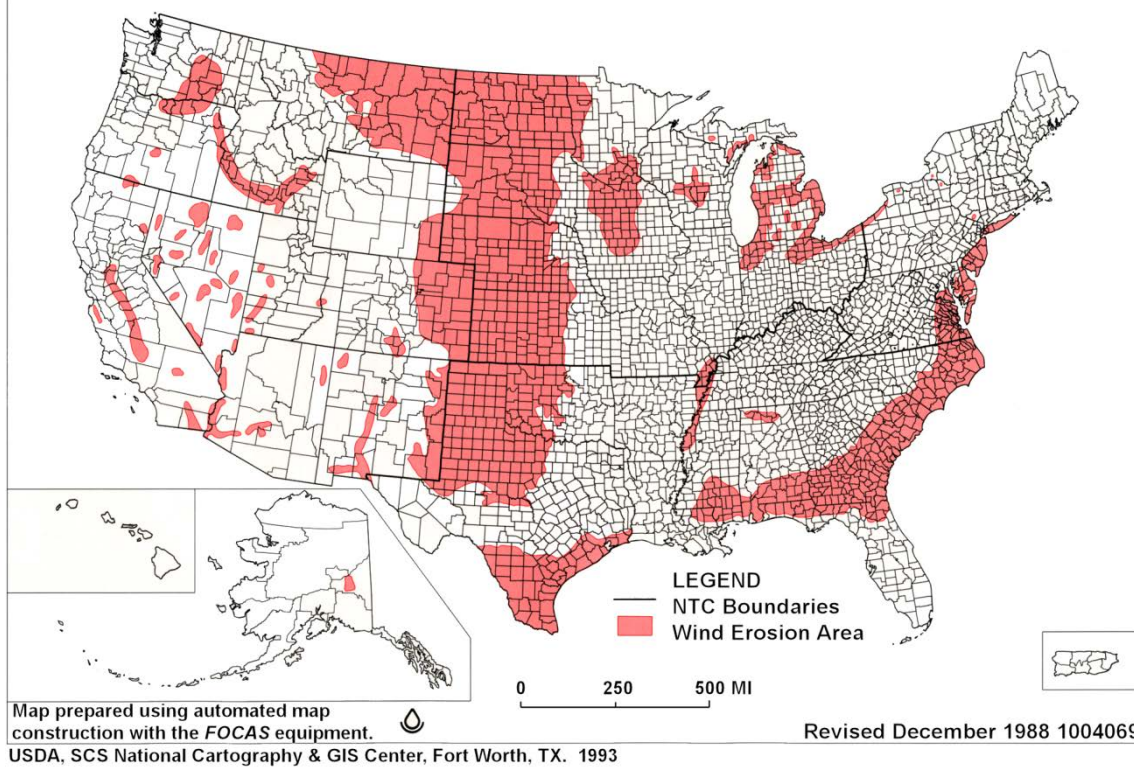 LEGEND
NTC Boundaries
Wind Erosion Area
0 250 500 MI
Map prepared using automated map
construction with the FOCAS equipment.
Revised December 1988 1004069
USDA, SCS National Cartography & GIS Center, Fort Worth, TX. 1993